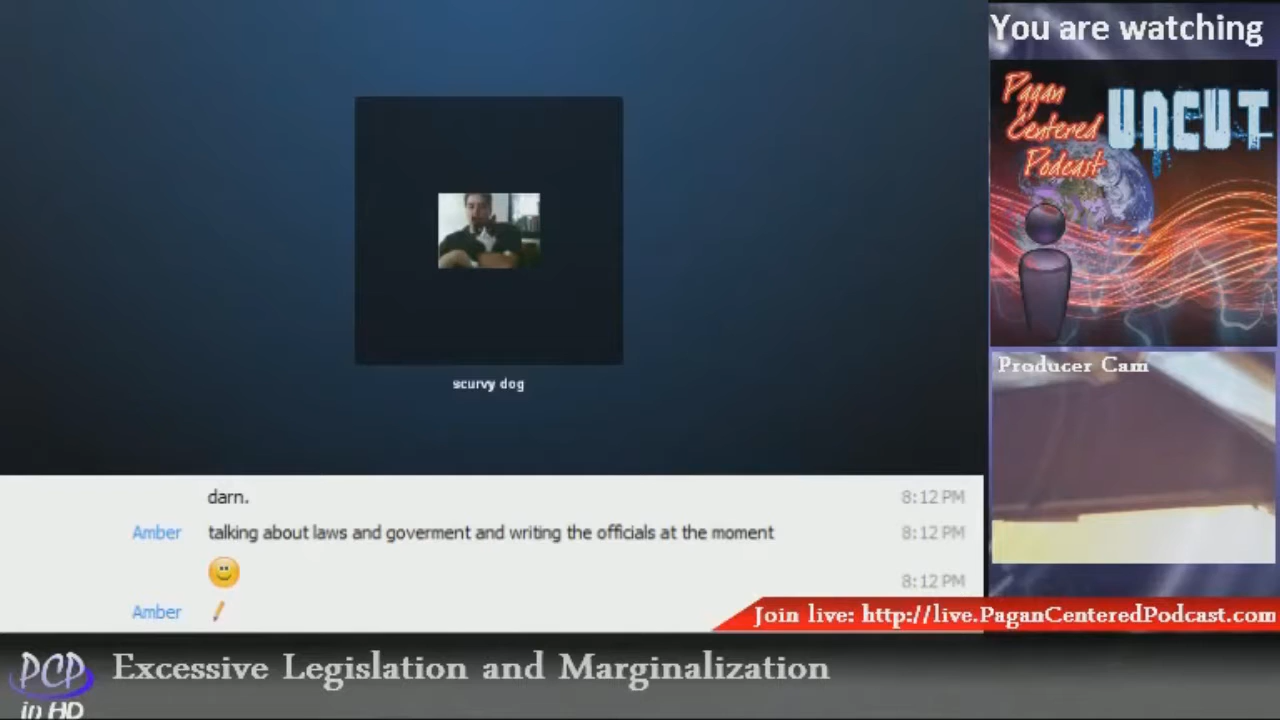 You are watching
Pagan
Centered
Podcast
UNCUT
scurvy dog
Producer Cam
darn.
8:12 PM
Amber
talking about laws and goverment and writing the officials at the moment
8:12 PM
8:12 PM
Amber
Join live: http://live.PaganCenteredPodcast.com
PCP
in HD
Excessive Legislation and Marginalization